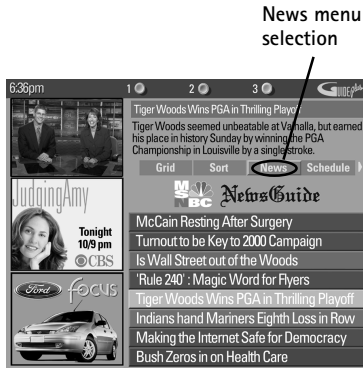 News menu
selection
6:36pm
1 2 3 GUIDE Plus
Tiger Woods Wins PGA in Thrilling Playoff
Tiger Woods seemed unbeatable at Valhalla, but earned
his place in history Sunday by winning the PGA
Championship in Louisville by a single stroke.
Grid Sort News Schedule
MSNBC NewsGuide
JudgingAmy
Tonight
10/9 pm
CBS
Ford FOCUS
McCain Resting After Surgery
Turnout to be Key to 2000 Campaign
Is Wall Street out of the Woods
'Rule 240' : Magic Word for Flyers
Tiger Woods Wins PGA in Thrilling Playoff
Indians hand Mariners Eighth Loss in Row
Making the Internet Safe for Democracy
Bush Zeros in on Health Care